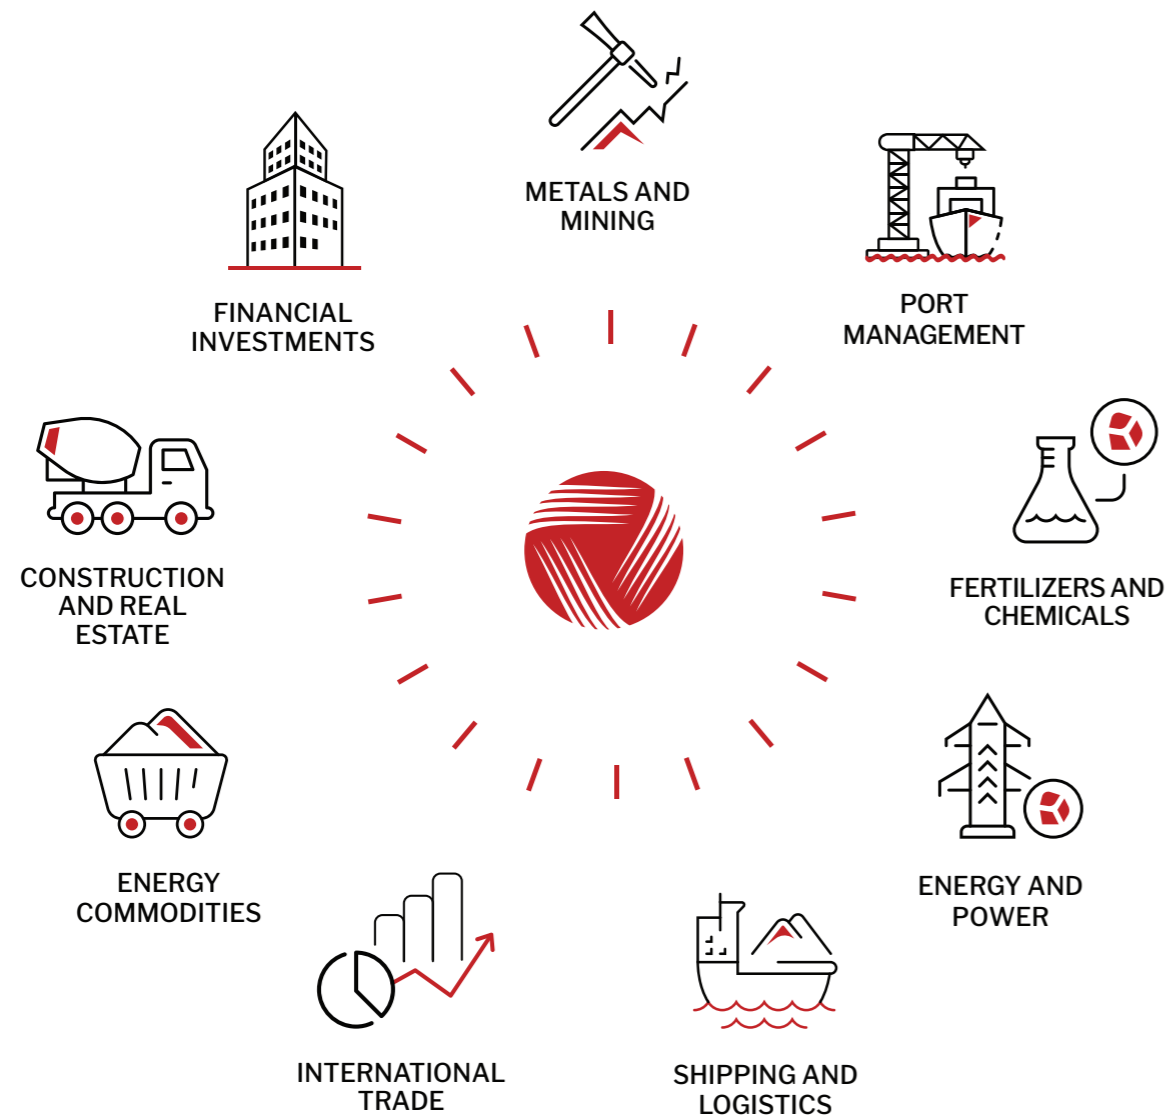 METALS AND
MINING
PORT
MANAGEMENT
FERTILIZERS AND
CHEMICALS
ENERGY AND
POWER
SHIPPING AND
LOGISTICS
INTERNATIONAL
TRADE
ENERGY
COMMODITIES
CONSTRUCTION
AND REAL
ESTATE
FINANCIAL
INVESTMENTS